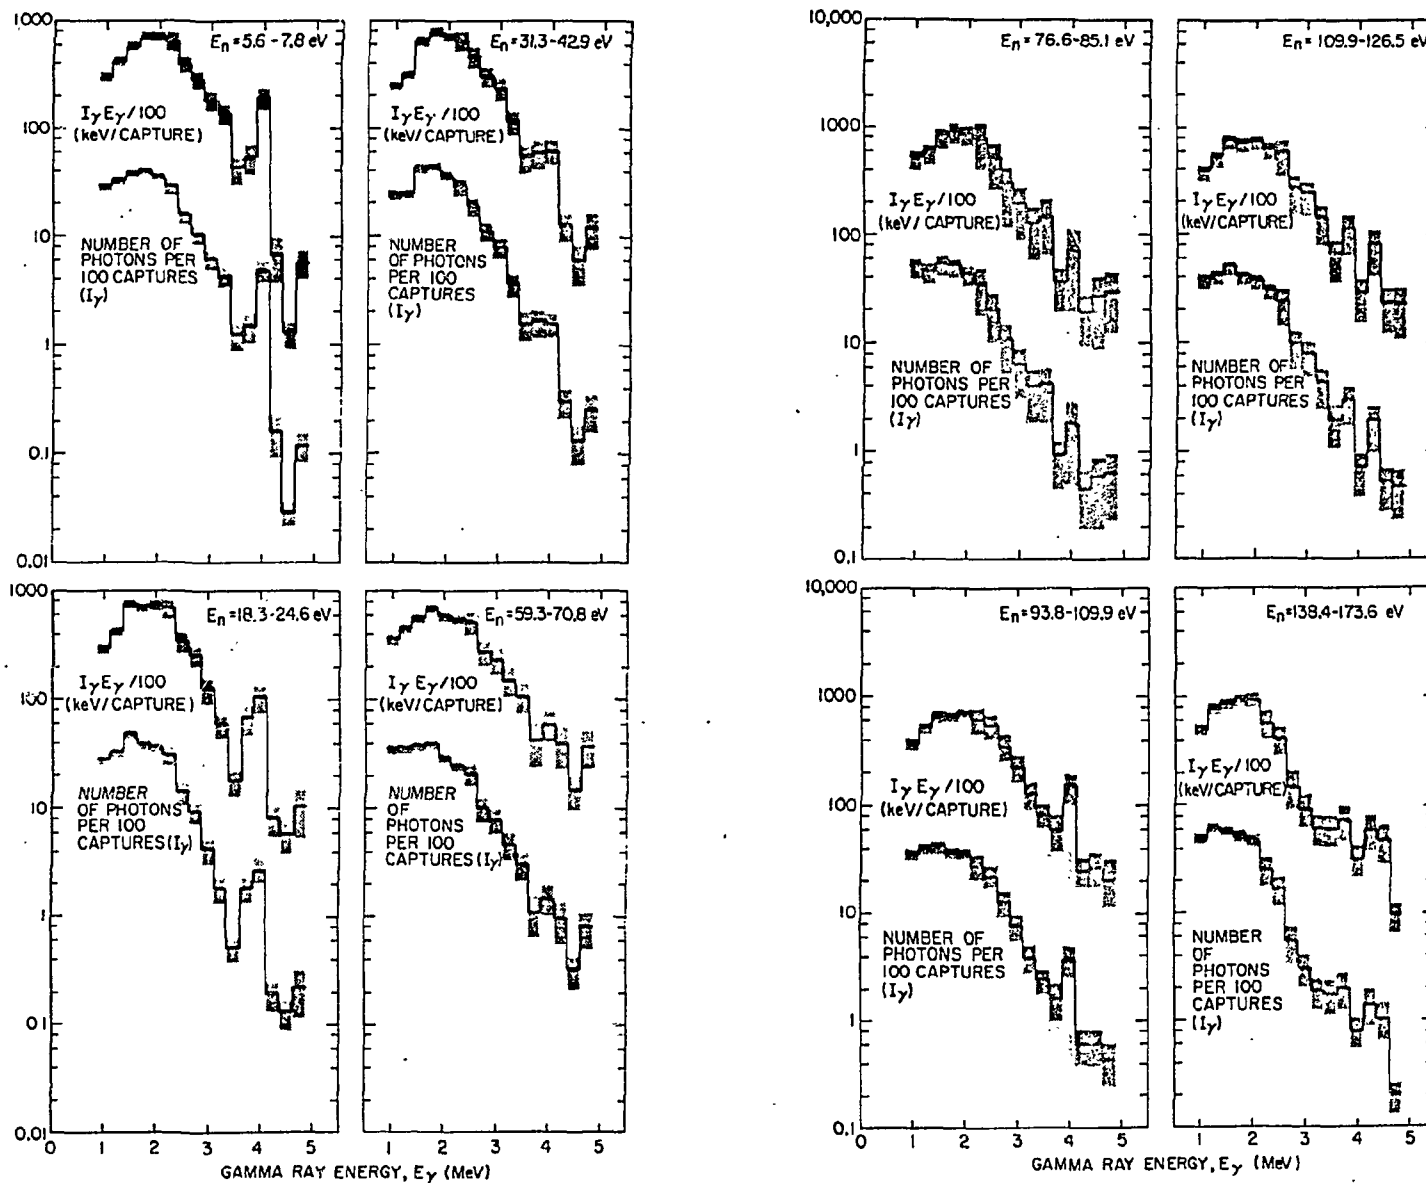 1000
100
10
1
0.1
0.01
En=5.6-7.8 eV
IγEγ/100
(keV/CAPTURE)
NUMBER OF
PHOTONS PER
100 CAPTURES
(Iγ)
En=31.3-42.9 eV
IγEγ/100
(keV/CAPTURE)
NUMBER
OF PHOTONS
PER 100
CAPTURES
(Iγ)
10,000
1000
100
10
1
0.1
En=76.6-85.1 eV
IγEγ/100
(keV/CAPTURE)
NUMBER OF
PHOTONS PER
100 CAPTURES
(Iγ)
En=109.9-126.5 eV
IγEγ/100
(keV/CAPTURE)
NUMBER OF
PHOTONS PER
100 CAPTURES
(Iγ)
1000
100
10
1
0.1
0.01
En=18.3-24.6 eV
IγEγ/100
(keV/CAPTURE)
NUMBER
OF PHOTONS
PER 100
CAPTURES(Iγ)
0 1 2 3 4 5
En=59.3-70.8 eV
IγEγ/100
(keV/CAPTURE)
NUMBER
OF
PHOTONS
PER 100
CAPTURES(Iγ)
1 2 3 4 5
GAMMA RAY ENERGY, Eγ (MeV)
10,000
1000
100
10
1
0.1
En=93.8-109.9 eV
IγEγ/100
(keV/CAPTURE)
NUMBER OF
PHOTONS PER
100 CAPTURES
(Iγ)
0 1 2 3 4 5
En=138.4-173.6 eV
IγEγ/100
(keV/CAPTURE)
NUMBER
OF
PHOTONS
PER 100
CAPTURES
(Iγ)
1 2 3 4 5
GAMMA RAY ENERGY, Eγ (MeV)